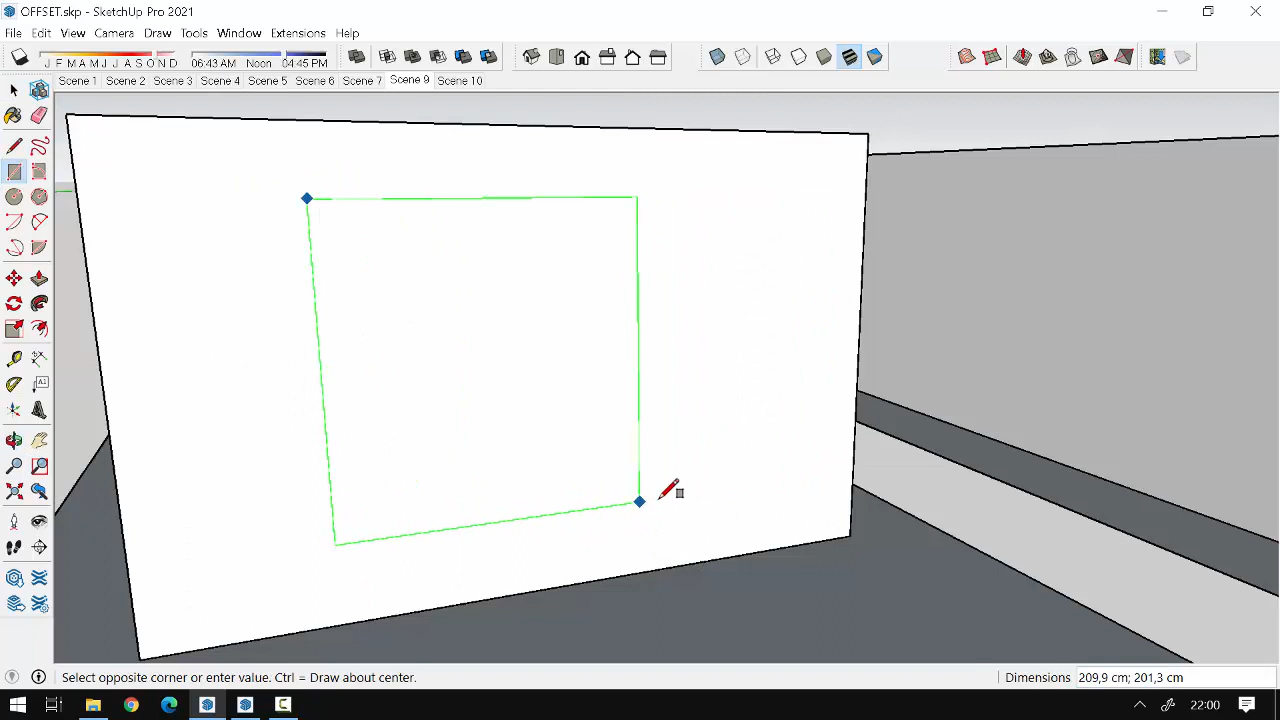 OFFSET.skp - SketchUp Pro 2021
File Edit View Camera Draw Tools Window Extensions Help
J F M A M J J A S O N D 06:43 AM Noon 04:45 PM
Scene 1 Scene 2 Scene 3 Scene 4 Scene 5 Scene 6 Scene 7 Scene 8 Scene 9 Scene 10
A1
Select opposite corner or enter value. Ctrl = Draw about center. Dimensions 209,9 cm; 201,3 cm
22:00